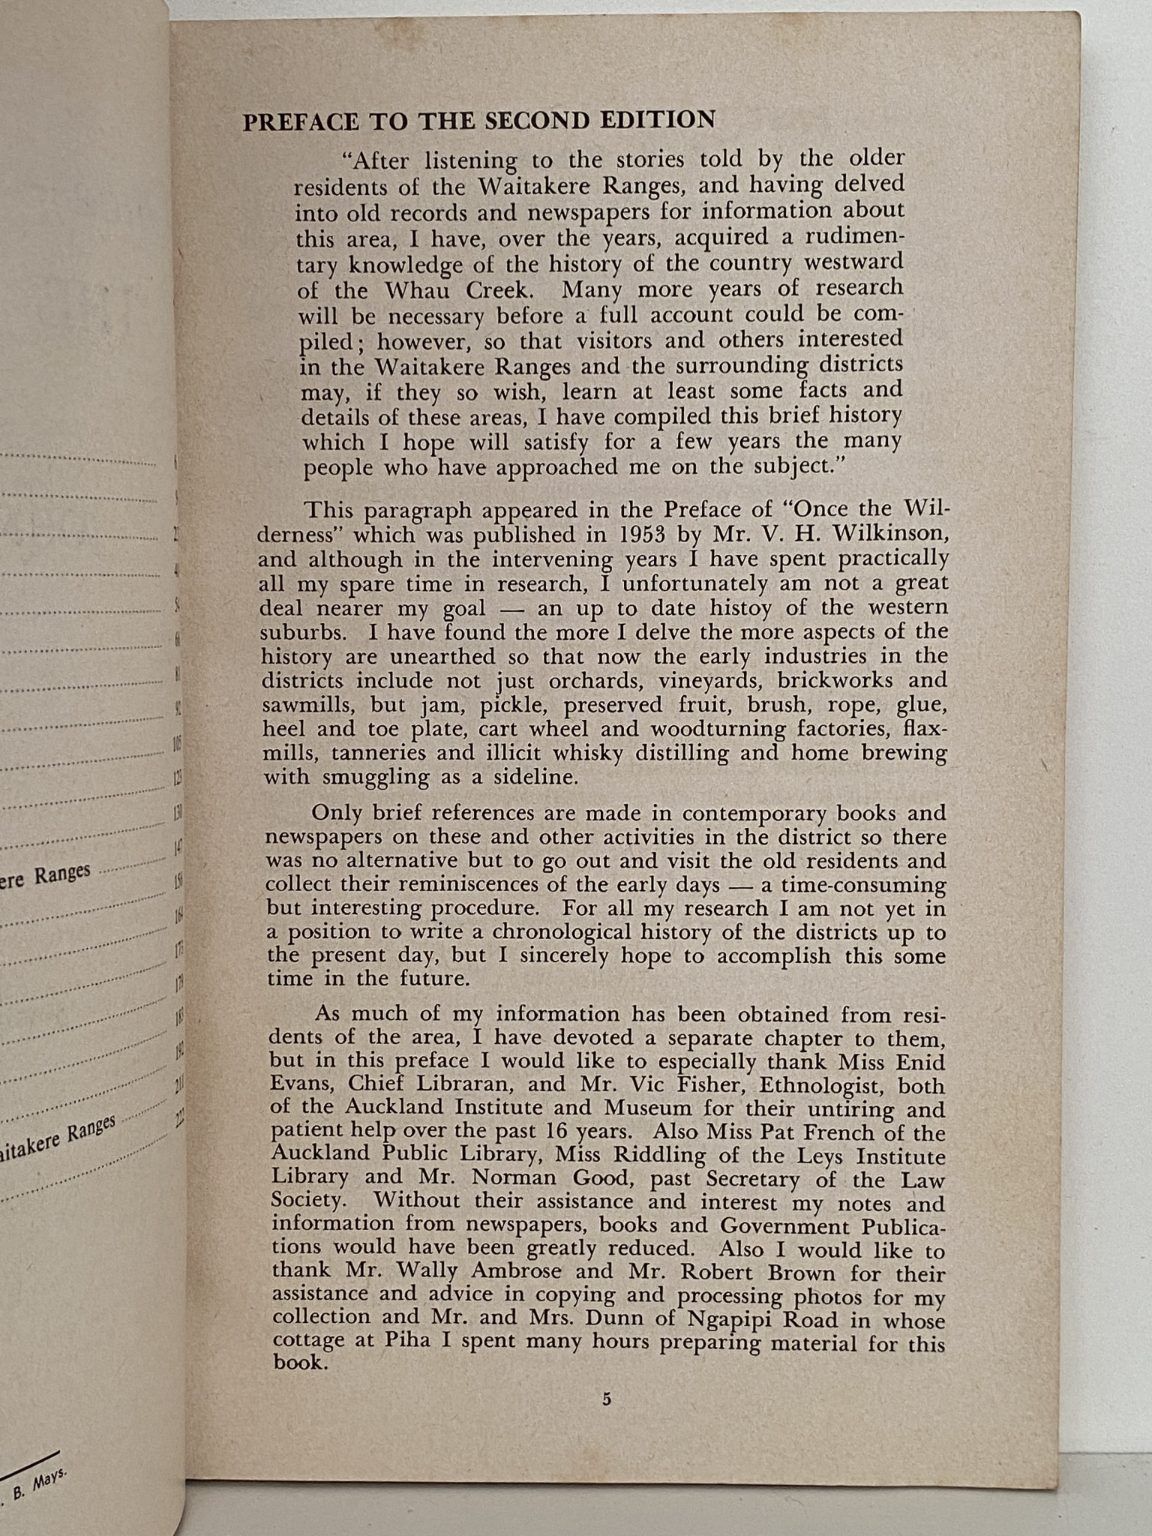 ere Ranges
aitakere Ranges
B. Mays.
105
123
130
147
158
164
173
179
183
192
PREFACE TO THE SECOND EDITION
“After listening to the stories told by the older
residents of the Waitakere Ranges, and having delved
into old records and newspapers for information about
this area, I have, over the years, acquired a rudimen-
tary knowledge of the history of the country westward
of the Whau Creek. Many more years of research
will be necessary before a full account could be com-
piled; however, so that visitors and others interested
in the Waitakere Ranges and the surrounding districts
may, if they so wish, learn at least some facts and
details of these areas, I have compiled this brief history
which I hope will satisfy for a few years the many
people who have approached me on the subject.”
This paragraph appeared in the Preface of “Once the Wil-
derness” which was published in 1953 by Mr. V. H. Wilkinson,
and although in the intervening years I have spent practically
all my spare time in research, I unfortunately am not a great
deal nearer my goal — an up to date histoy of the western
suburbs. I have found the more I delve the more aspects of the
history are unearthed so that now the early industries in the
districts include not just orchards, vineyards, brickworks and
sawmills, but jam, pickle, preserved fruit, brush, rope, glue,
heel and toe plate, cart wheel and woodturning factories, flax-
mills, tanneries and illicit whisky distilling and home brewing
with smuggling as a sideline.
Only brief references are made in contemporary books and
newspapers on these and other activities in the district so there
was no alternative but to go out and visit the old residents and
collect their reminiscences of the early days — a time-consuming
but interesting procedure. For all my research I am not yet in
a position to write a chronological history of the districts up to
the present day, but I sincerely hope to accomplish this some
time in the future.
As much of my information has been obtained from resi-
dents of the area, I have devoted a separate chapter to them,
but in this preface I would like to especially thank Miss Enid
Evans, Chief Libraran, and Mr. Vic Fisher, Ethnologist, both
of the Auckland Institute and Museum for their untiring and
patient help over the past 16 years. Also Miss Pat French of the
Auckland Public Library, Miss Riddling of the Leys Institute
Library and Mr. Norman Good, past Secretary of the Law
Society. Without their assistance and interest my notes and
information from newspapers, books and Government Publica-
tions would have been greatly reduced. Also I would like to
thank Mr. Wally Ambrose and Mr. Robert Brown for their
assistance and advice in copying and processing photos for my
collection and Mr. and Mrs. Dunn of Ngapipi Road in whose
cottage at Piha I spent many hours preparing material for this
book.
5